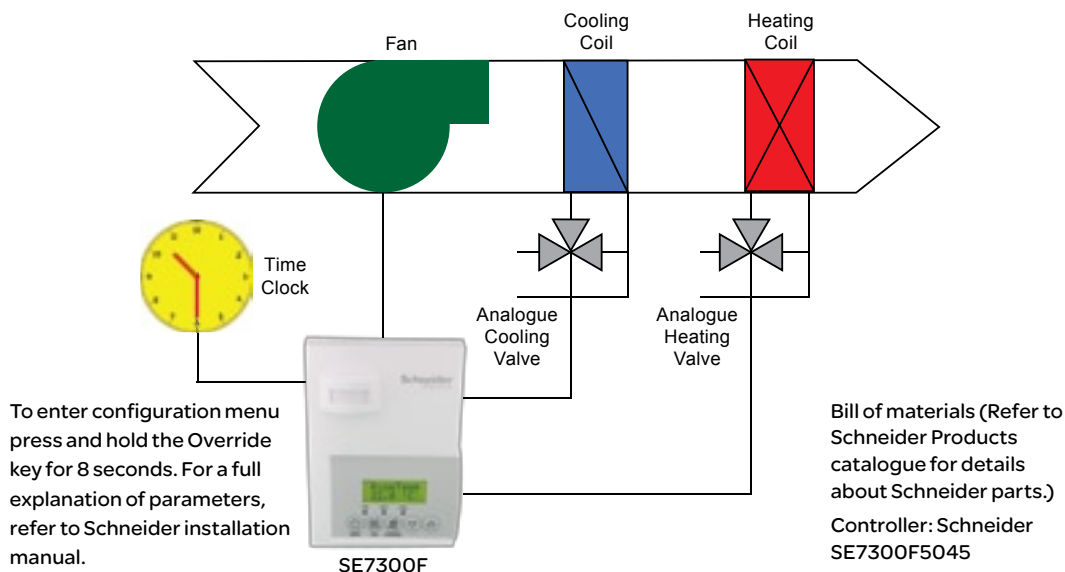 Fan
Cooling
Coil
Heating
Coil
Time
Clock
Analogue
Cooling
Valve
Analogue
Heating
Valve
Schneider
To enter configuration menu
press and hold the Override
key for 8 seconds. For a full
explanation of parameters,
refer to Schneider installation
manual.
SE7300F
Bill of materials (Refer to
Schneider Products
catalogue for details
about Schneider parts.)
Controller: Schneider
SE7300F5045